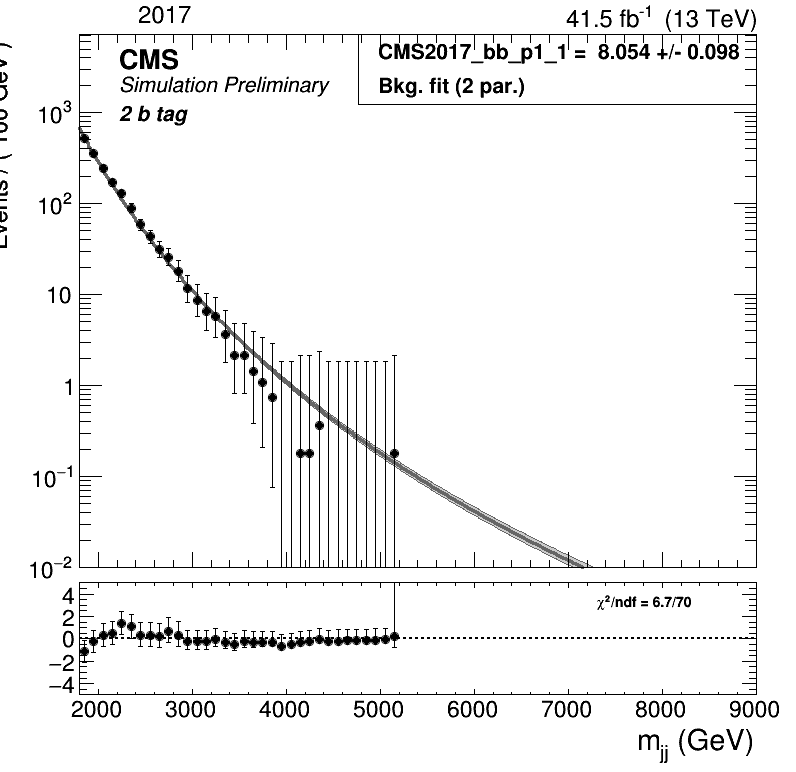 2017
41.5 fb⁻¹ (13 TeV)
CMS
Simulation Preliminary
2 b tag
CMS2017_bb_p1_1 = 8.054 +/- 0.098
Bkg. fit (2 par.)
10³
10²
10
1
10⁻¹
10⁻²
χ²/ndf = 6.7/70
4
2
0
−2
−4
2000 3000 4000 5000 6000 7000 8000 9000
m_jj (GeV)